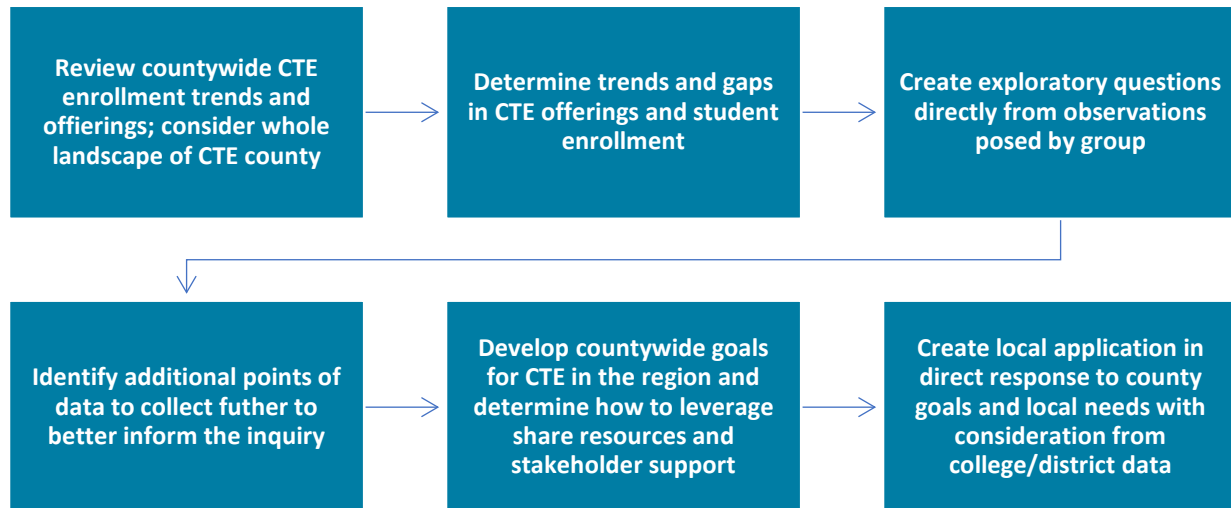 Review countywide CTE
enrollment trends and
offierings; consider whole
landscape of CTE county
Determine trends and gaps
in CTE offerings and student
enrollment
Create exploratory questions
directly from observations
posed by group
Identify additional points of
data to collect futher to
better inform the inquiry
Develop countywide goals
for CTE in the region and
determine how to leverage
share resources and
stakeholder support
Create local application in
direct response to county
goals and local needs with
consideration from
college/district data